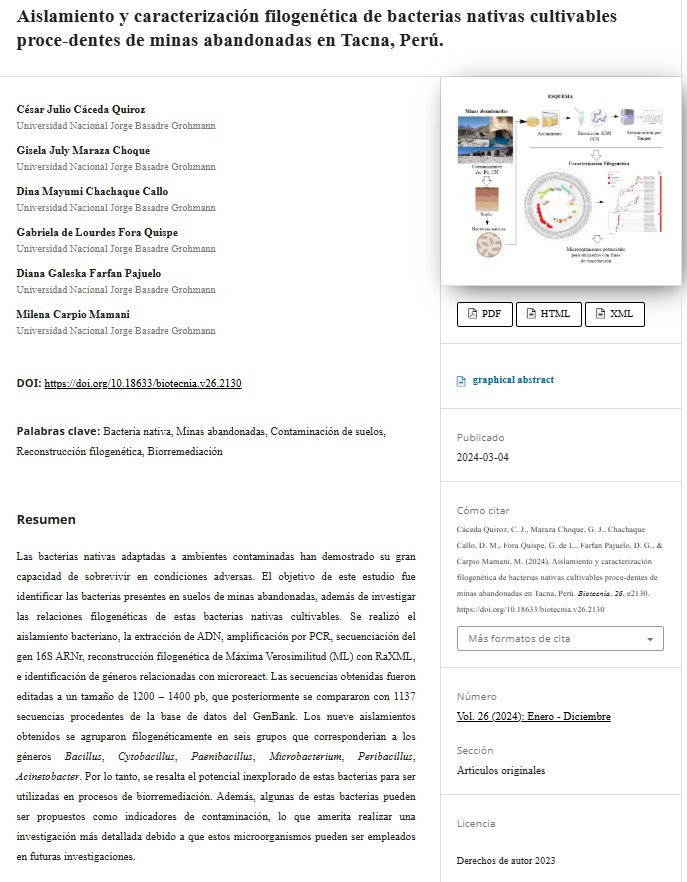 Aislamiento y caracterización filogenética de bacterias nativas cultivables
proce-dentes de minas abandonadas en Tacna, Perú.
César Julio Cáceda Quiroz
Universidad Nacional Jorge Basadre Grohmann
Gisela July Maraza Choque
Universidad Nacional Jorge Basadre Grohmann
Dina Mayumi Chachaque Callo
Universidad Nacional Jorge Basadre Grohmann
Gabriela de Lourdes Fora Quispe
Universidad Nacional Jorge Basadre Grohmann
Diana Galeska Farfan Pajuelo
Universidad Nacional Jorge Basadre Grohmann
Milena Carpio Mamani
Universidad Nacional Jorge Basadre Grohmann
DOI: https://doi.org/10.18633/biotecnia.v26.2130
Palabras clave: Bacteria nativa, Minas abandonadas, Contaminación de suelos,
Reconstrucción filogenética, Biorremediación
Resumen
Las bacterias nativas adaptadas a ambientes contaminados han demostrado su gran
capacidad de sobrevivir en condiciones adversas. El objetivo de este estudio fue
identificar las bacterias presentes en suelos de minas abandonadas, además de investigar
las relaciones filogenéticas de estas bacterias nativas cultivables. Se realizó el
aislamiento bacteriano, la extracción de ADN, amplificación por PCR, secuenciación del
gen 16S ARNr, reconstrucción filogenética de Máxima Verosimilitud (ML) con RaXML,
e identificación de géneros relacionadas con microreact. Las secuencias obtenidas fueron
editadas a un tamaño de 1200 – 1400 pb, que posteriormente se compararon con 1137
secuencias procedentes de la base de datos del GenBank. Los nueve aislamientos
obtenidos se agruparon filogenéticamente en seis grupos que corresponderían a los
géneros Bacillus, Cytobacillus, Paenibacillus, Microbacterium, Peribacillus,
Acinetobacter. Por lo tanto, se resalta el potencial inexplorado de estas bacterias para ser
utilizadas en procesos de biorremediación. Además, algunas de estas bacterias pueden
ser propuestos como indicadores de contaminación, lo que amerita realizar una
investigación más detallada debido a que estos microorganismos pueden ser empleados
en futuras investigaciones.
ESQUEMA
Minas abandonadas
Aislamiento
Extracción ADN
PCR
Secuenciación por
Sanger
Caracterización Filogenética
Contaminantes
As, Pb, CN
Suelo
Bacterias nativas
Microorganismos potenciales
para utilizarlos con fines
de remediación
PDF
HTML
XML
graphical abstract
Publicado
2024-03-04
Cómo citar
Cáceda Quiroz, C. J., Maraza Choque, G. J., Chachaque
Callo, D. M., Fora Quispe, G. de L., Farfan Pajuelo, D. G., &
Carpio Mamani, M. (2024). Aislamiento y caracterización
filogenética de bacterias nativas cultivables proce-dentes de
minas abandonadas en Tacna, Perú. Biotecnia, 26, e2130.
https://doi.org/10.18633/biotecnia.v26.2130
Más formatos de cita
Número
Vol. 26 (2024): Enero - Diciembre
Sección
Artículos originales
Licencia
Derechos de autor 2023